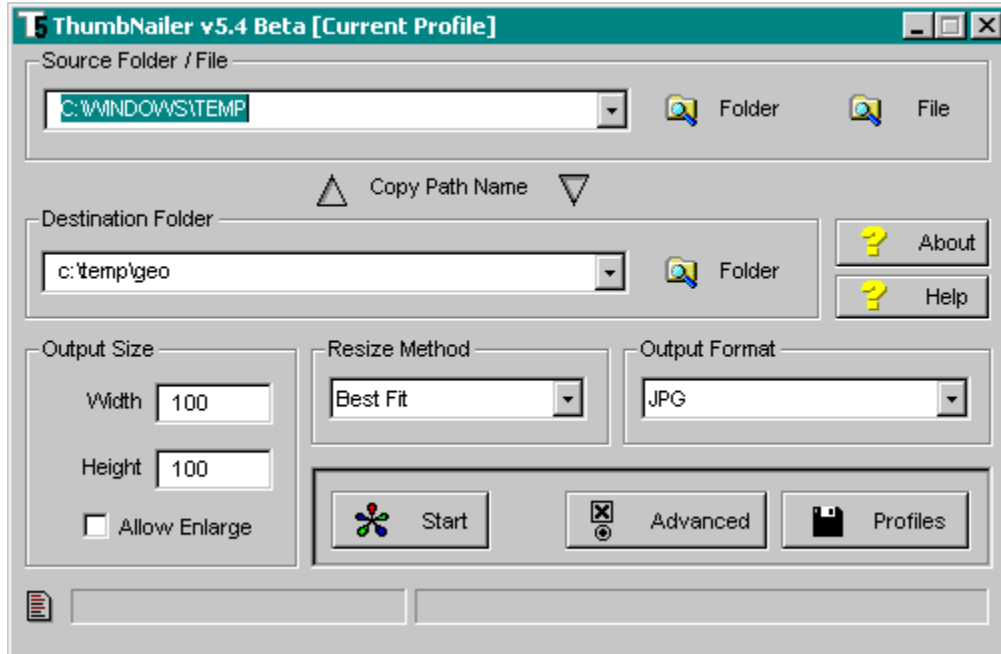 T5 ThumbNailer v5.4 Beta [Current Profile]
Source Folder / File
C:\WINDOWS\TEMP
Folder
File
Copy Path Name
Destination Folder
c:\temp\geo
Folder
About
Help
Output Size
Width 100
Height 100
Allow Enlarge
Resize Method
Best Fit
Output Format
JPG
Start
Advanced
Profiles